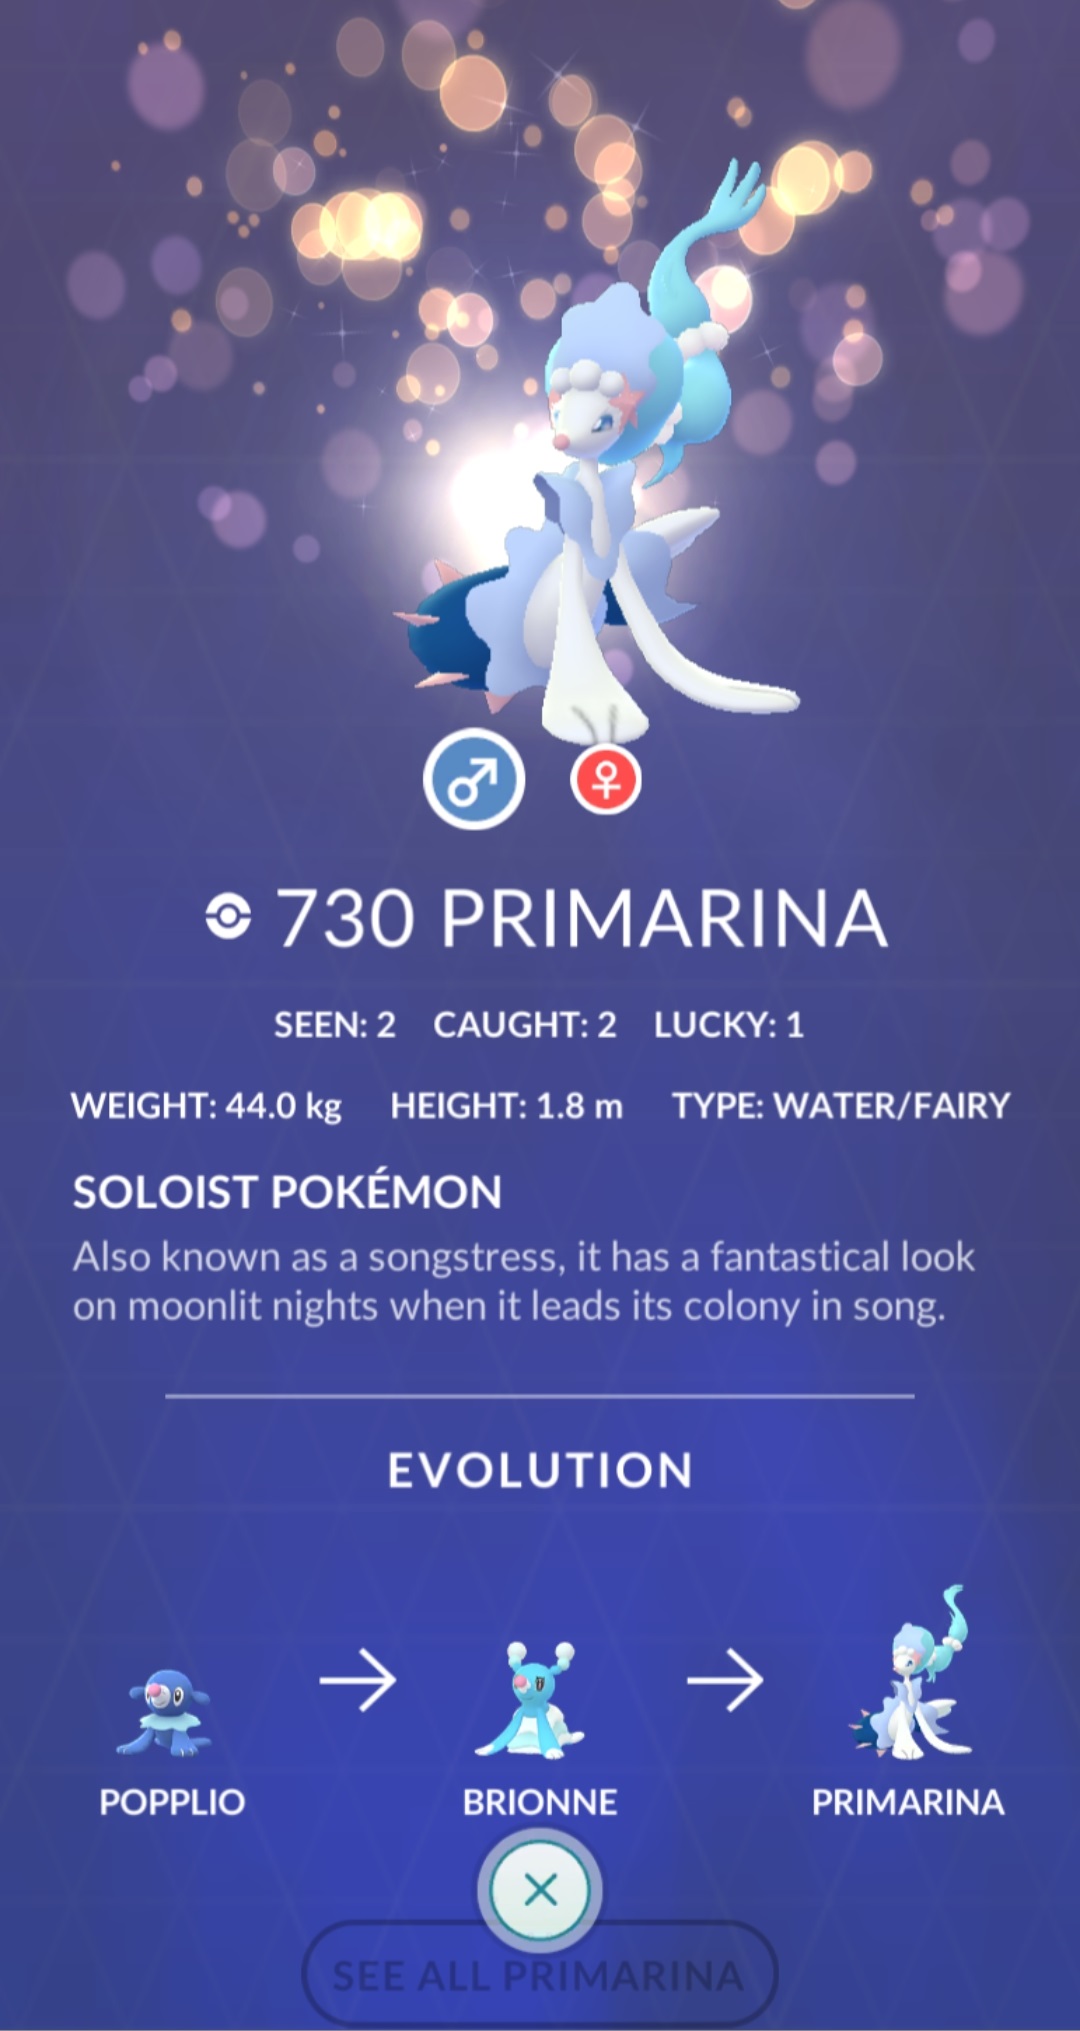 730 PRIMARINA
SEEN: 2 CAUGHT: 2 LUCKY: 1
WEIGHT: 44.0 kg HEIGHT: 1.8 m TYPE: WATER/FAIRY
SOLOIST POKÉMON
Also known as a songstress, it has a fantastical look
on moonlit nights when it leads its colony in song.
EVOLUTION
POPPLIO BRIONNE PRIMARINA
SEE ALL PRIMARINA